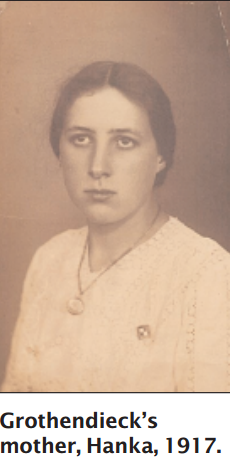 Grothendieck's
mother, Hanka, 1917.